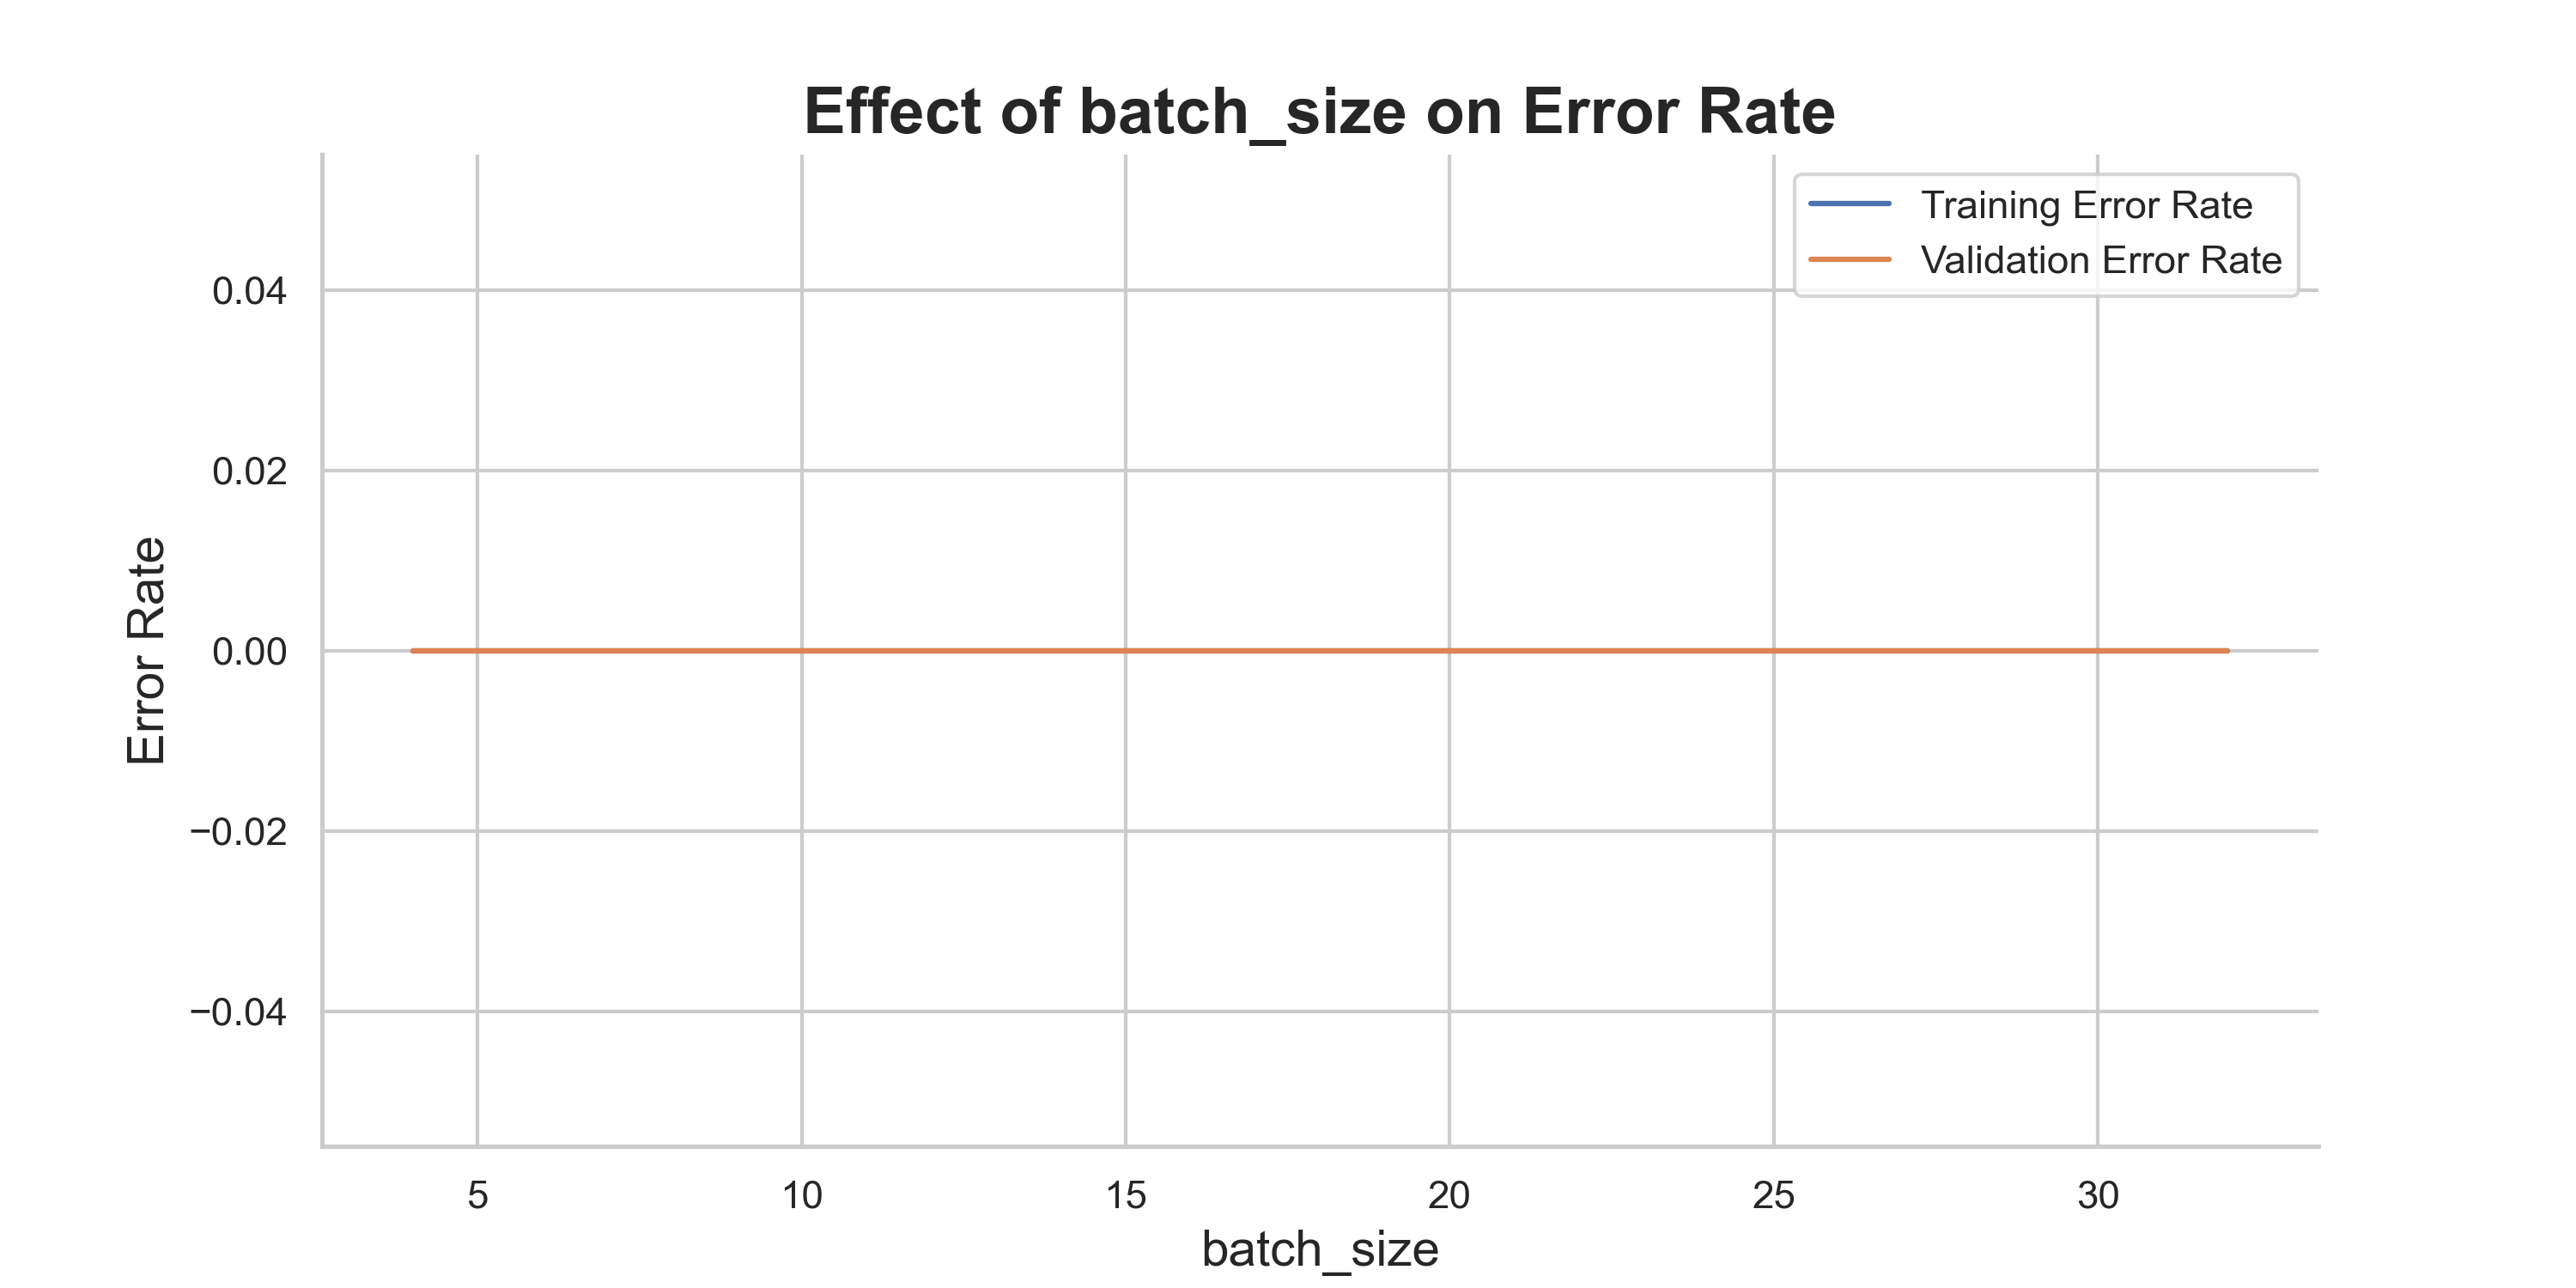 Effect of batch_size on Error Rate
Training Error Rate
Validation Error Rate
0.04
0.02
0.00
−0.02
−0.04
Error Rate
5 10 15 20 25 30
batch_size